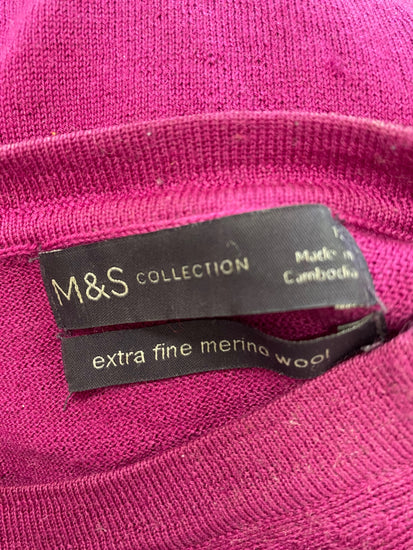 M&S COLLECTION
Made in
Cambodia
extra fine merino wool